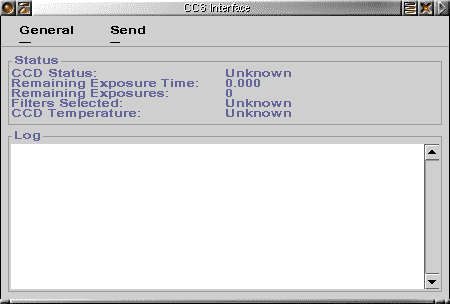 CCS Interface
General Send
Status
CCD Status: Unknown
Remaining Exposure Time: 0.000
Remaining Exposures: 0
Filters Selected: Unknown
CCD Temperature: Unknown
Log